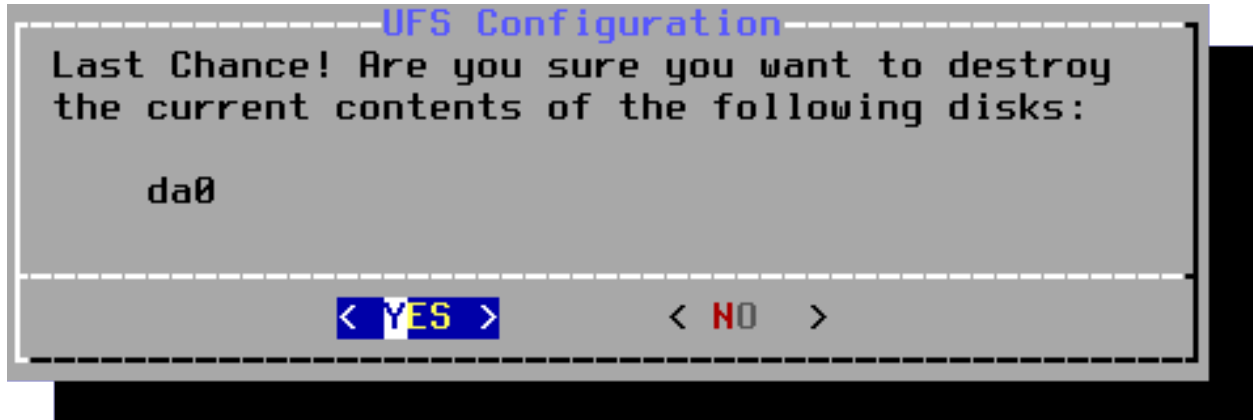 UFS Configuration
Last Chance! Are you sure you want to destroy
the current contents of the following disks:
da0
< YES > < NO >